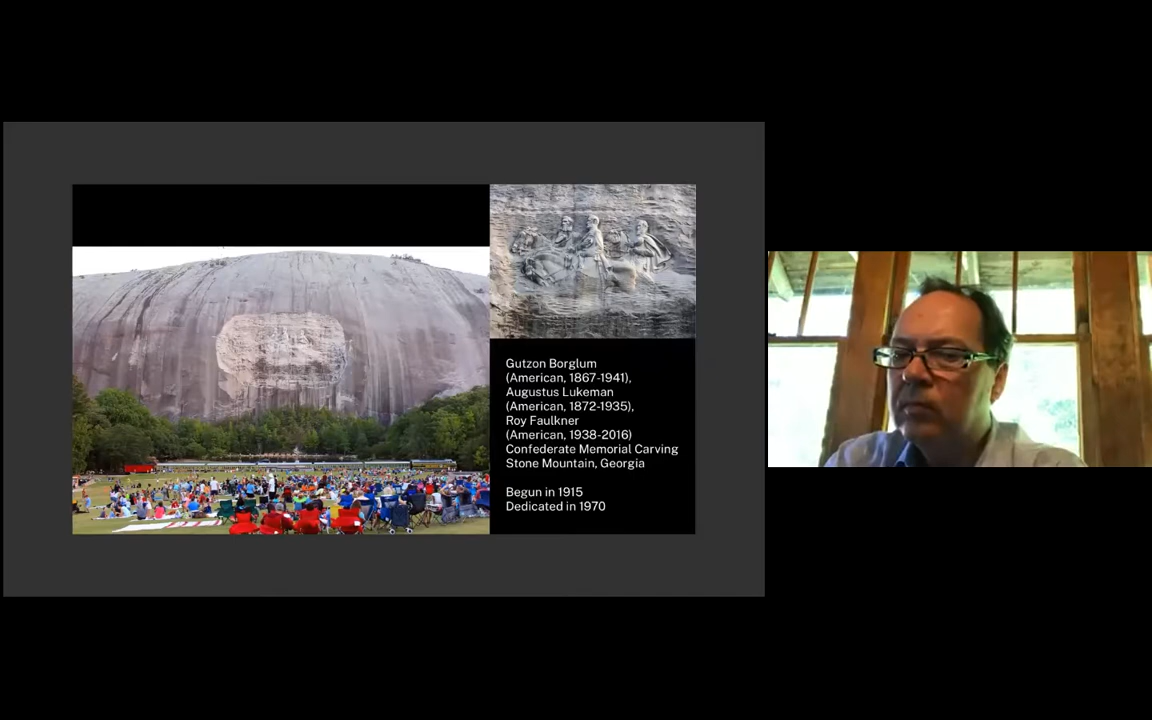 Gutzon Borglum
(American, 1867-1941),
Augustus Lukeman
(American, 1872-1935),
Roy Faulkner
(American, 1938-2016)
Confederate Memorial Carving
Stone Mountain, Georgia
Begun in 1915
Dedicated in 1970